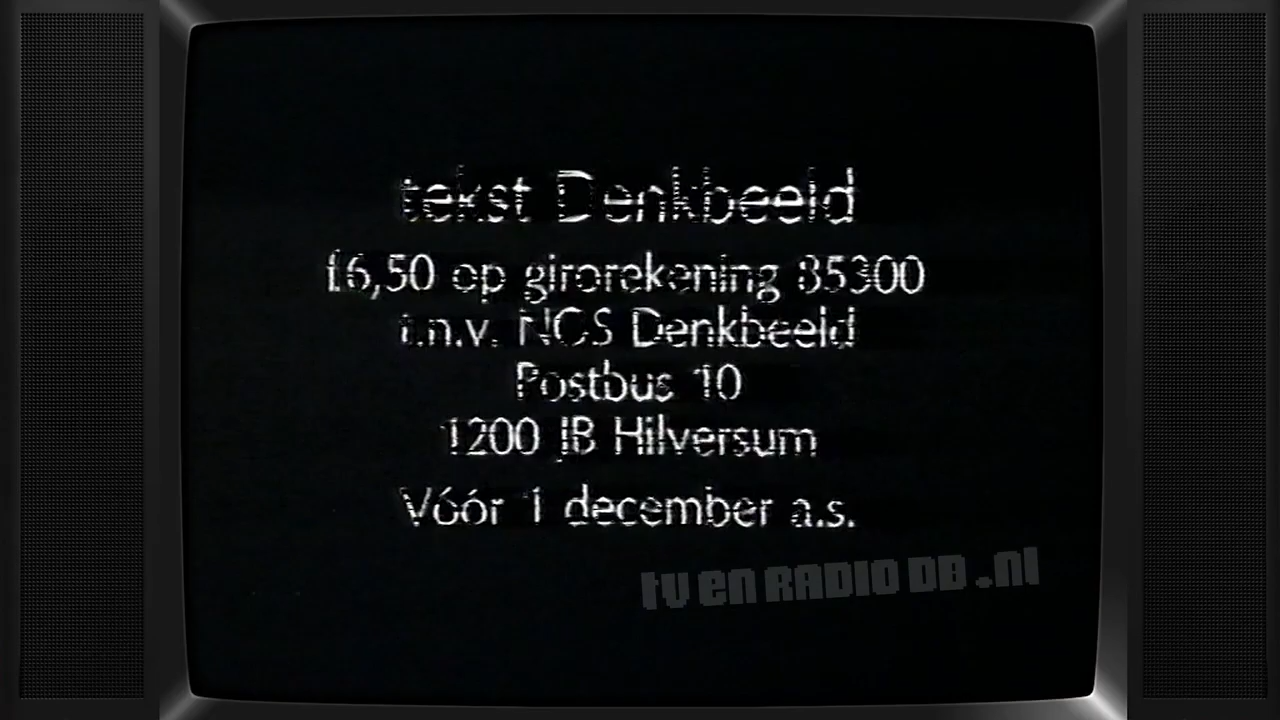 tekst Denkbeeld
f6,50 op girorekening 85300
t.n.v. NOS Denkbeeld
Postbus 10
1200 JB Hilversum
Vóór 1 december a.s.
tv en RADIO DB .nl